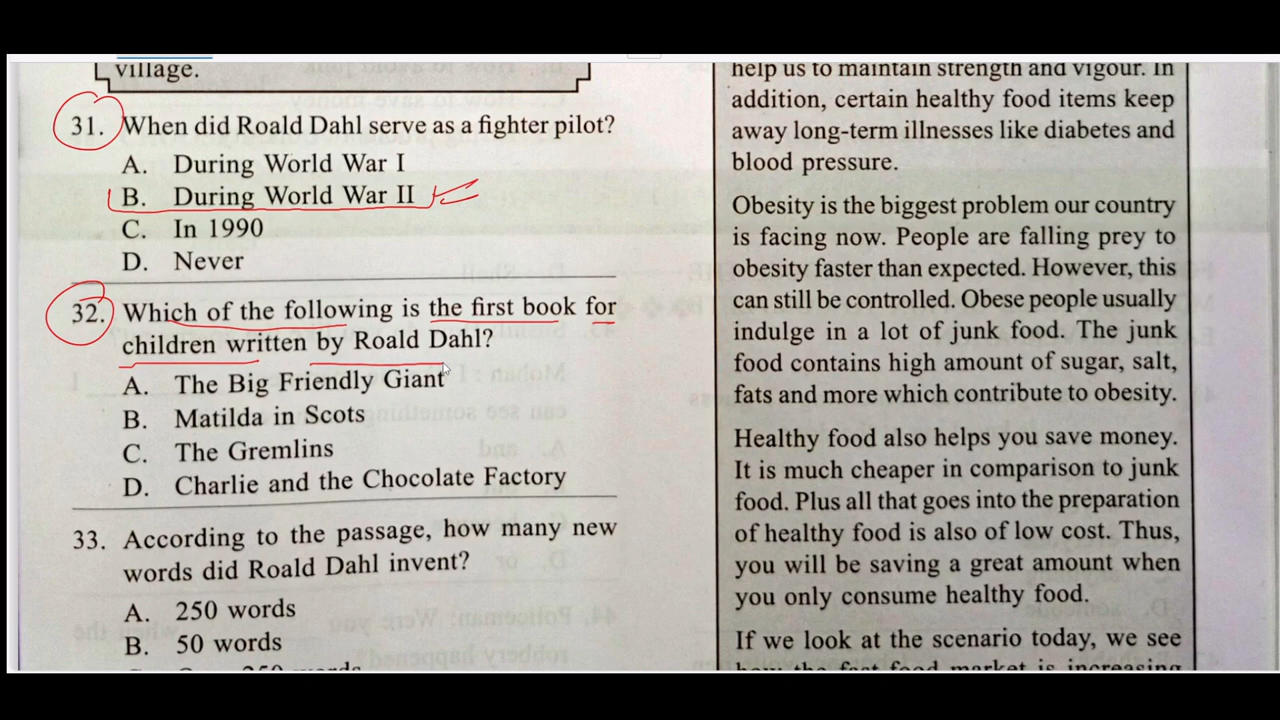 village.
31. When did Roald Dahl serve as a fighter pilot?
A. During World War I
B. During World War II
C. In 1990
D. Never
32. Which of the following is the first book for
children written by Roald Dahl?
A. The Big Friendly Giant
B. Matilda in Scots
C. The Gremlins
D. Charlie and the Chocolate Factory
33. According to the passage, how many new
words did Roald Dahl invent?
A. 250 words
B. 50 words
help us to maintain strength and vigour. In
addition, certain healthy food items keep
away long-term illnesses like diabetes and
blood pressure.
Obesity is the biggest problem our country
is facing now. People are falling prey to
obesity faster than expected. However, this
can still be controlled. Obese people usually
indulge in a lot of junk food. The junk
food contains high amount of sugar, salt,
fats and more which contribute to obesity.
Healthy food also helps you save money.
It is much cheaper in comparison to junk
food. Plus all that goes into the preparation
of healthy food is also of low cost. Thus,
you will be saving a great amount when
you only consume healthy food.
If we look at the scenario today, we see
how the fast food market is increasing